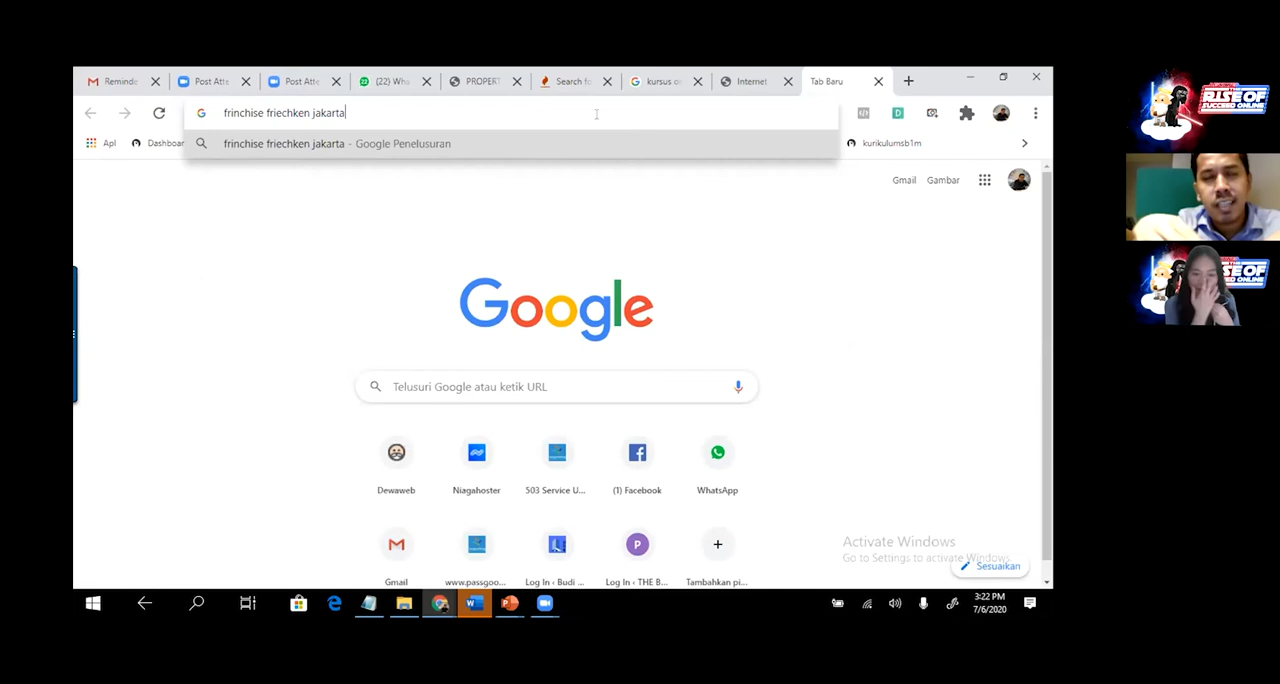 Reminde
Post Atte
Post Atte
(22) Wha
PROPERT
Search fo
kursus o
Internet
Tab Baru
frinchise friechken jakarta
frinchise friechken jakarta - Google Penelusuran
Apl
Dashboar
kurikulumsb1m
Gmail
Gambar
Google
Telusuri Google atau ketik URL
Dewaweb
Niagahoster
503 Service U...
(1) Facebook
WhatsApp
P
Gmail
www.passgoo...
Log In ‹ Budi ...
Log In ‹ THE B...
Tambahkan pi...
Activate Windows
Go to Settings to activate Windows.
Sesuaikan
3:22 PM
7/6/2020
THE
RISE OF
SUCCEED ONLINE